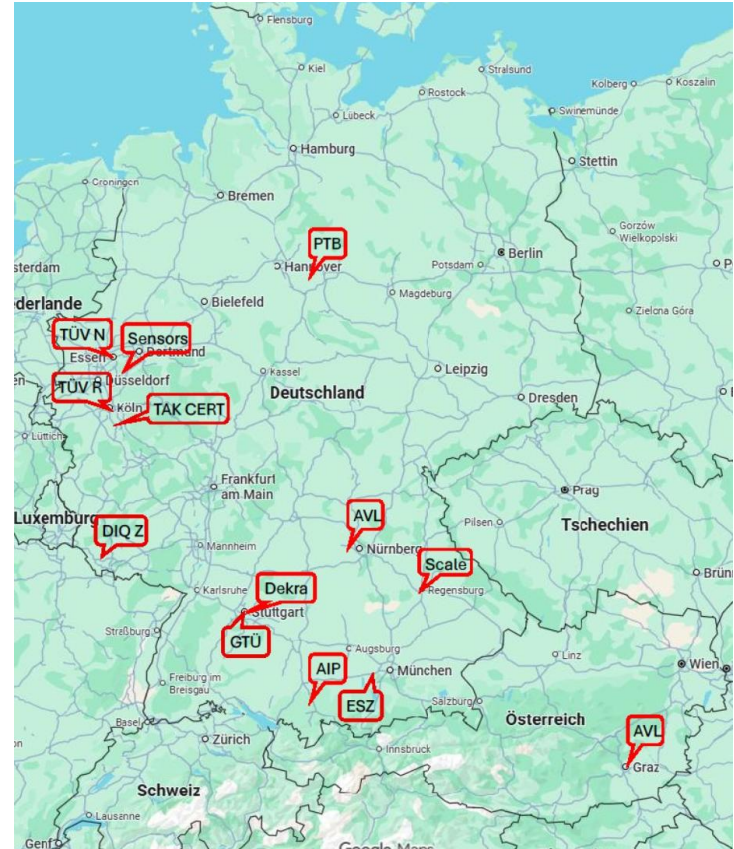 Flensburg
Kiel
Stralsund
Rostock
Kolberg
Koszalin
Lübeck
Swinemünde
Hamburg
Stettin
Groningen
Bremen
Gorzów
Wielkopolski
PTB
Berlin
sterdam
Hannover
Potsdam
Magdeburg
ederlande
Bielefeld
Zielona Góra
TÜV N
Sensors
Essen
Dortmund
TÜV R
Düsseldorf
Kassel
Leipzig
Deutschland
Dresden
Köln
TAK CERT
Lüttich
Frankfurt
am Main
Prag
Luxemburg
DIQ Z
AVL
Pilsen
Tschechien
Mannheim
Nürnberg
Scale
Brün
Karlsruhe
Dekra
Regensburg
Stuttgart
Straßburg
GTÜ
Augsburg
Linz
AIP
München
Wien
Freiburg im
Breisgau
ESZ
Salzburg
Österreich
Basel
AVL
Zürich
Innsbruck
Graz
Schweiz
Lausanne
Genf
Google Maps